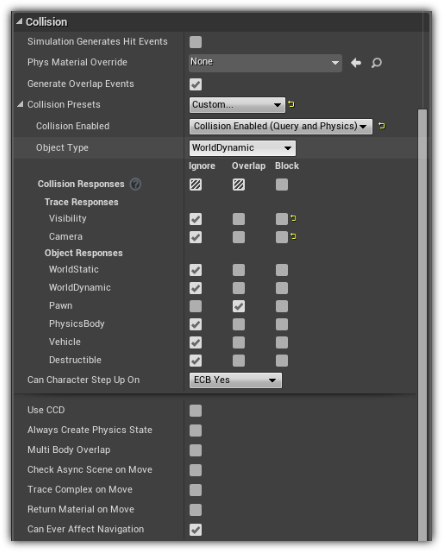 Collision
Simulation Generates Hit Events
Phys Material Override None
Generate Overlap Events
Collision Presets Custom...
Collision Enabled Collision Enabled (Query and Physics)
Object Type WorldDynamic
Ignore Overlap Block
Collision Responses ?
Trace Responses
Visibility
Camera
Object Responses
WorldStatic
WorldDynamic
Pawn
PhysicsBody
Vehicle
Destructible
Can Character Step Up On ECB Yes
Use CCD
Always Create Physics State
Multi Body Overlap
Check Async Scene on Move
Trace Complex on Move
Return Material on Move
Can Ever Affect Navigation